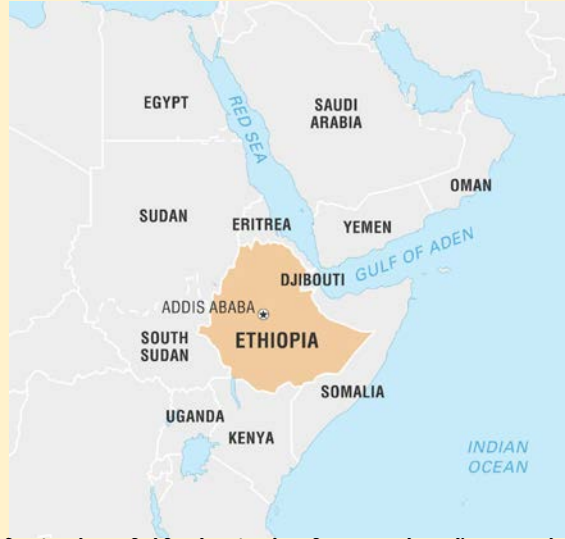 EGYPT
RED SEA
SAUDI
ARABIA
OMAN
SUDAN
ERITREA
YEMEN
GULF OF ADEN
DJIBOUTI
ADDIS ABABA
ETHIOPIA
SOUTH
SUDAN
SOMALIA
UGANDA
KENYA
INDIAN
OCEAN